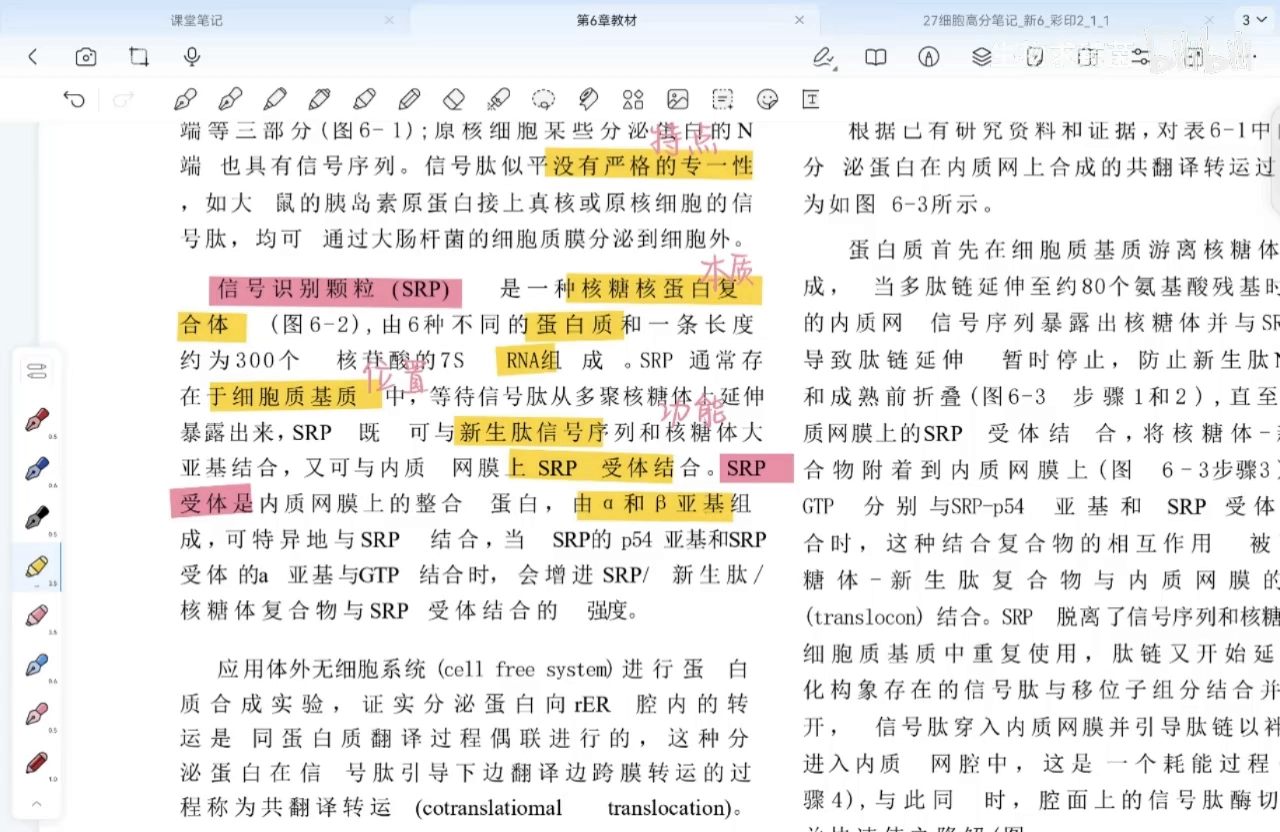 课堂笔记
第6章教材
27细胞高分笔记_新6_彩印2_1_1
3
bilibili
端等三部分(图6-1);原核细胞某些分泌蛋白的N
特点
端 也具有信号序列。信号肽似乎没有严格的专一性
,如大 鼠的胰岛素原蛋白接上真核或原核细胞的信
号肽，均可 通过大肠杆菌的细胞质膜分泌到细胞外。
本质
信号识别颗粒 (SRP) 是一种核糖核蛋白复
合体 (图6-2),由6种不同的蛋白质和一条长度
约为300个 核苷酸的7S RNA组 成 。SRP 通常存
位置
在于细胞质基质 中,等待信号肽从多聚核糖体上延伸
功能
暴露出来,SRP 既 可与新生肽信号序列和核糖体大
亚基结合，又可与内质 网膜上 SRP 受体结合。SRP
受体是内质网膜上的整合 蛋白，由α和β亚基组
成，可特异地与SRP 结合,当 SRP的 p54 亚基和SRP
受体 的a 亚基与GTP 结合时，会增进 SRP/ 新生肽/
核糖体复合物与SRP 受体结合的 强度。
应用体外无细胞系统 (cell free system) 进行蛋 白
质合成实验，证实分泌蛋白向rER 腔内的转
运是 同蛋白质翻译过程偶联进行的，这种分
泌蛋白在信 号肽引导下边翻译边跨膜转运的过
程称为共翻译转运 (cotranslatiomal translocation)。
根据已有研究资料和证据,对表6-1中
分 泌蛋白在内质网上合成的共翻译转运过
为如图 6-3所示。
蛋白质首先在细胞质基质游离核糖体
成， 当多肽链延伸至约80个氨基酸残基时
的内质网 信号序列暴露出核糖体并与SR
导致肽链延伸 暂时停止，防止新生肽N
和成熟前折叠(图6-3 步骤1和2),直至
质网膜上的SRP 受体结 合,将核糖体-
合物附着到内质网膜上(图 6-3步骤3)
GTP 分别与SRP-p54 亚基和 SRP 受体
合时，这种结合复合物的相互作用 被
糖体-新生肽复合物与内质网膜的
(translocon) 结合。SRP 脱离了信号序列和核糖
细胞质基质中重复使用，肽链又开始延
化构象存在的信号肽与移位子组分结合并
开， 信号肽穿入内质网膜并引导肽链以袢
进入内质 网腔中，这是一个耗能过程
骤4),与此同 时，腔面上的信号肽酶切
0.5
0.6
0.5
3.5
3.5
0.6
0.5
1.0